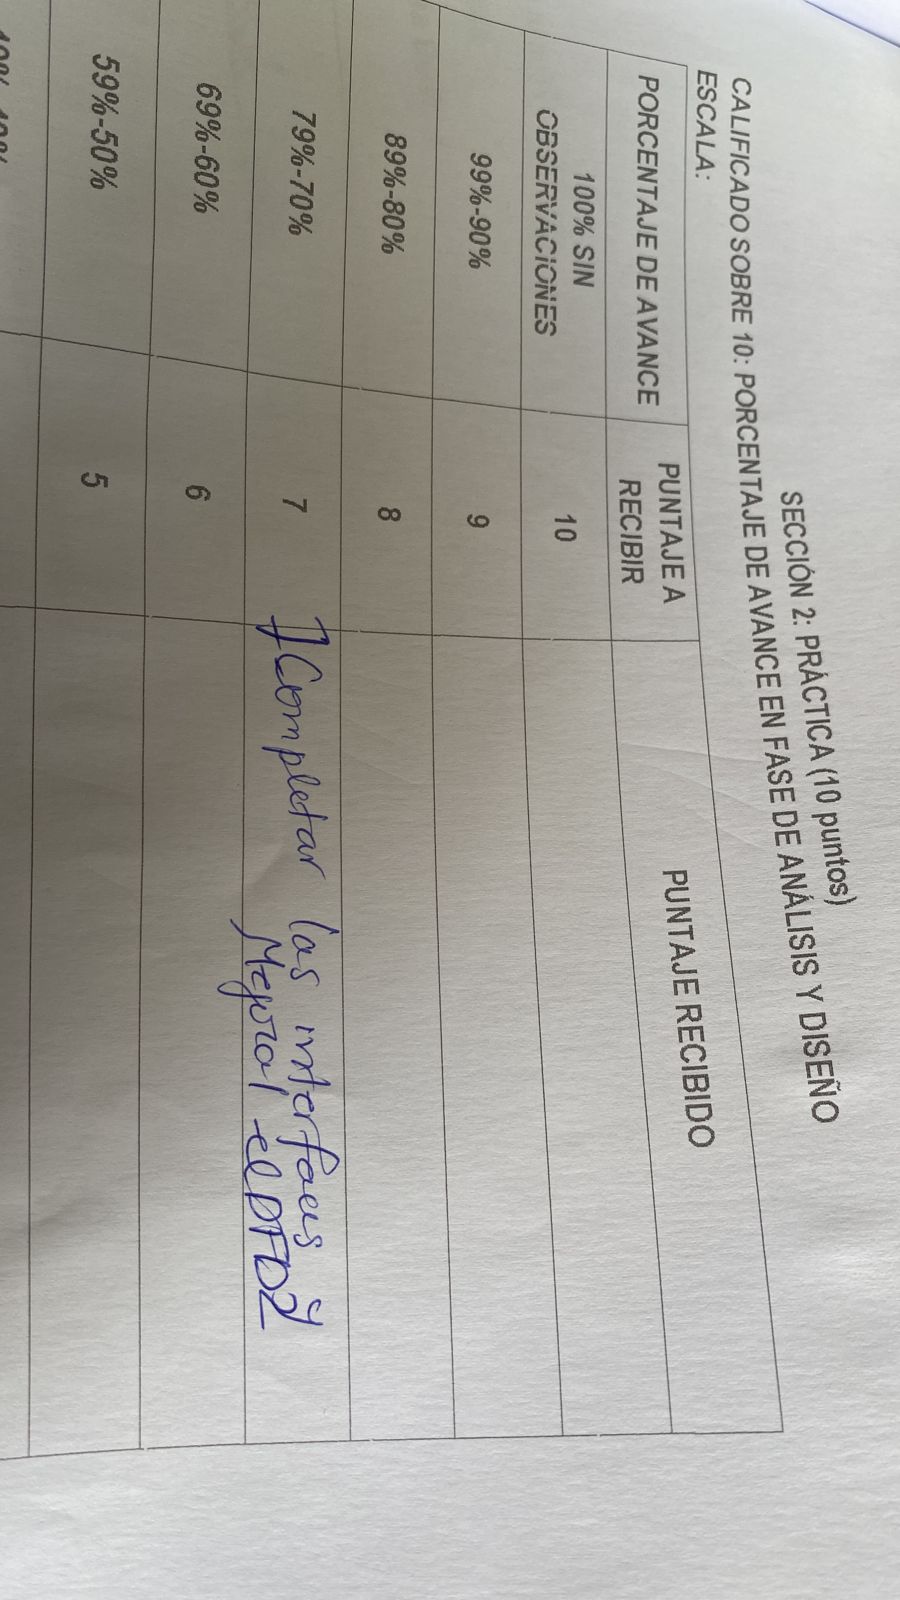 SECCIÓN 2: PRÁCTICA (10 puntos)
CALIFICADO SOBRE 10: PORCENTAJE DE AVANCE EN FASE DE ANÁLISIS Y DISEÑO
ESCALA:
PORCENTAJE DE AVANCE PUNTAJE A RECIBIR PUNTAJE RECIBIDO
100% SIN OBSERVACIONES 10
99%-90% 9
89%-80% 8
79%-70% 7 Completar las interfaces y
Mejorar el DFD2
69%-60% 6
59%-50% 5